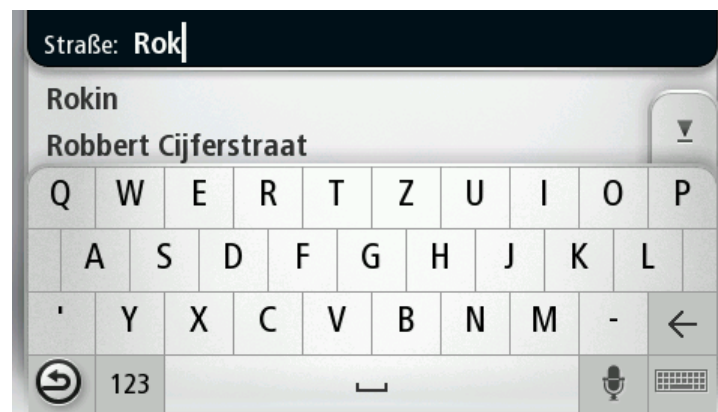 Straße: Rok
Rokin
Robbert Cijferstraat
Q W E R T Z U I O P
A S D F G H J K L
' Y X C V B N M -
123